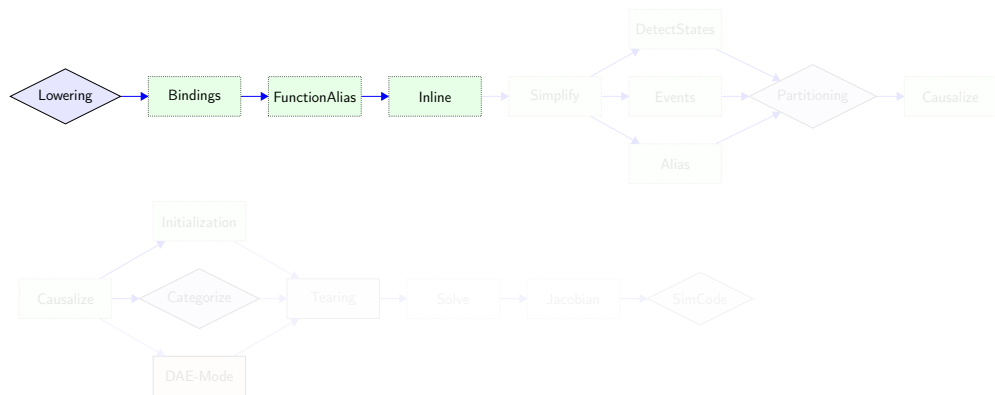 DetectStates
Lowering
Bindings
FunctionAlias
Inline
Simplify
Events
Partitioning
Causalize
Alias
Initialization
Causalize
Categorize
Tearing
Solve
Jacobian
SimCode
DAE-Mode